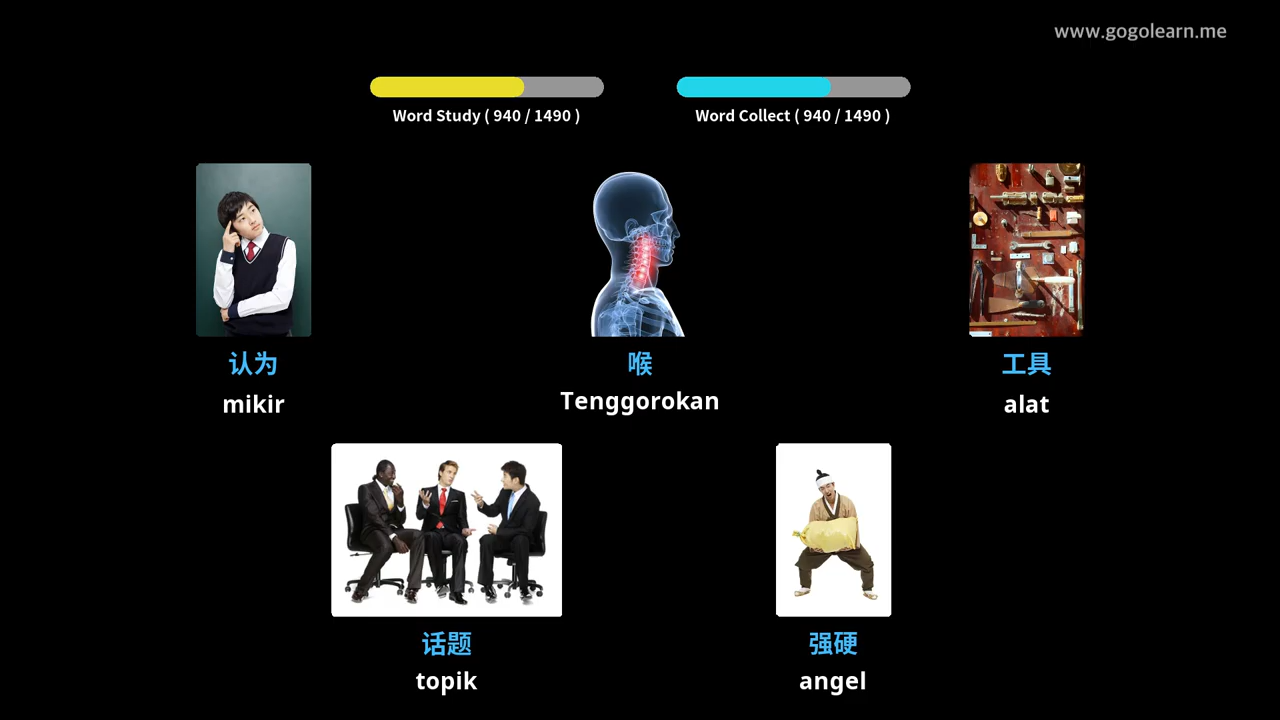 www.gogolearn.me
Word Study ( 940 / 1490 )
Word Collect ( 940 / 1490 )
认为
mikir
喉
Tenggorokan
工具
alat
话题
topik
强硬
angel